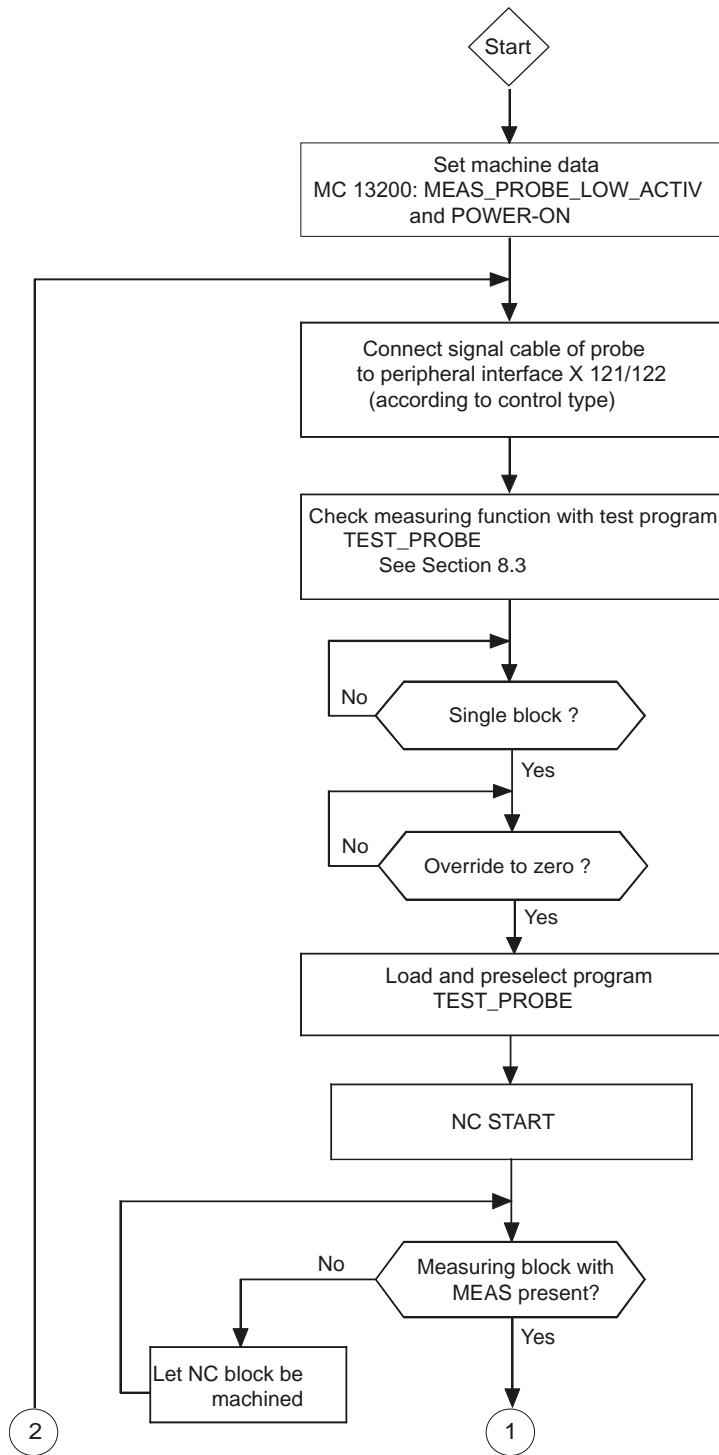 Start
Set machine data
MC 13200: MEAS_PROBE_LOW_ACTIV
and POWER-ON
Connect signal cable of probe
to peripheral interface X 121/122
(according to control type)
Check measuring function with test program
TEST_PROBE
See Section 8.3
No
Single block ?
Yes
No
Override to zero ?
Yes
Load and preselect program
TEST_PROBE
NC START
No
Measuring block with
MEAS present?
Yes
Let NC block be
machined
2
1